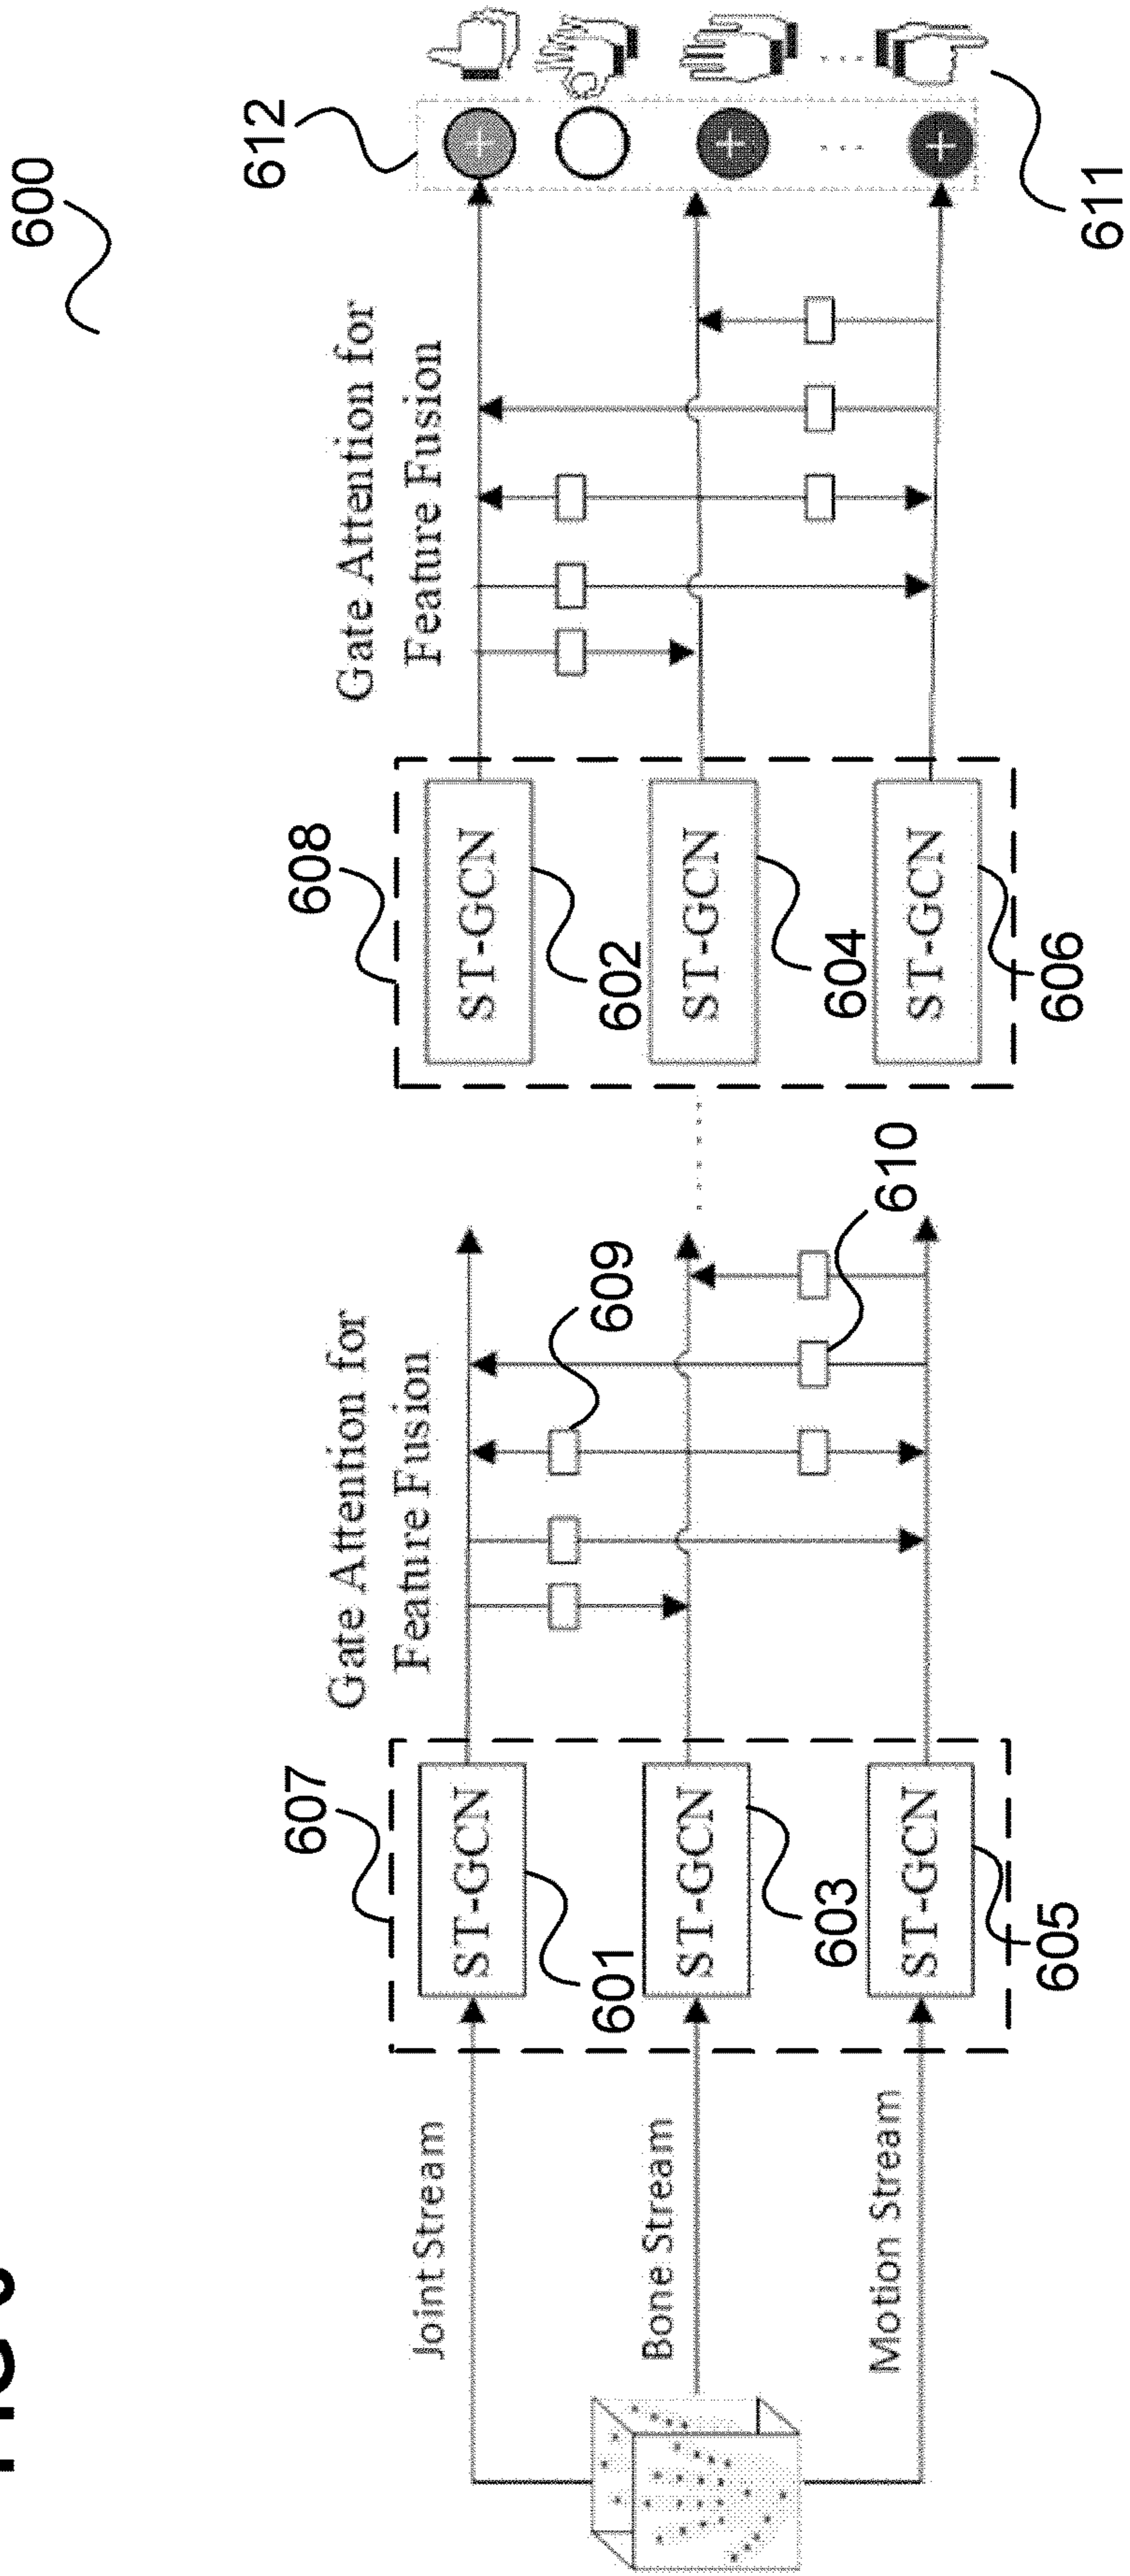 600
612
611
Gate Attention for
Feature Fusion
608
ST-GCN
602
ST-GCN
604
ST-GCN
606
Gate Attention for
Feature Fusion
609
610
607
ST-GCN
601
ST-GCN
603
ST-GCN
605
Joint Stream
Bone Stream
Motion Stream